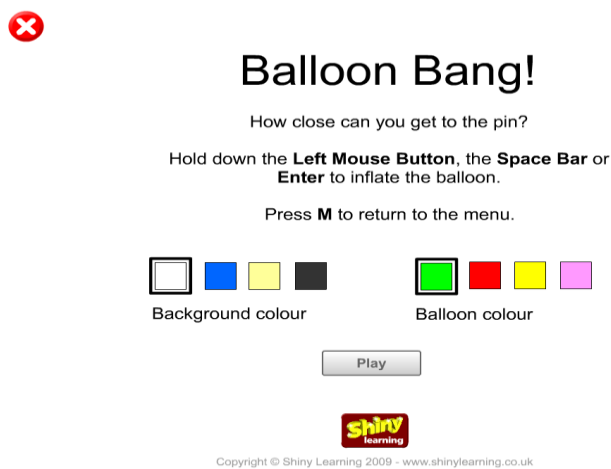 Balloon Bang!
How close can you get to the pin?
Hold down the Left Mouse Button, the Space Bar or
Enter to inflate the balloon.
Press M to return to the menu.
Background colour
Balloon colour
Play
Shiny
learning
Copyright © Shiny Learning 2009 - www.shinylearning.co.uk